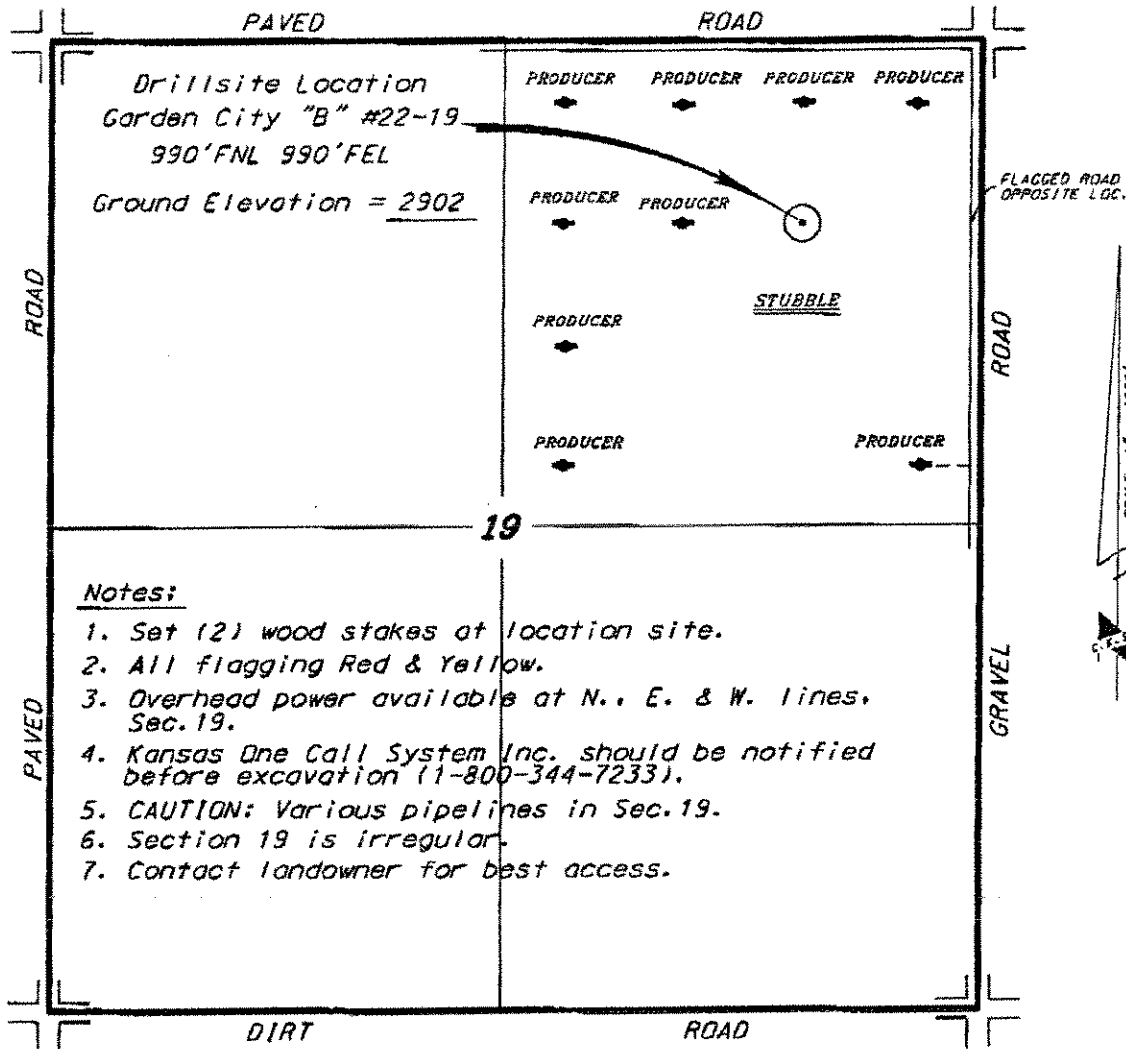 PAVED ROAD
Drillsite Location
Garden City "B" #22-19
990'FNL 990'FEL
Ground Elevation = 2902
PRODUCER PRODUCER PRODUCER PRODUCER
PRODUCER PRODUCER
FLAGGED ROAD
OPPOSITE LOC.
STUBBLE
PRODUCER
PRODUCER PRODUCER
ROAD
ROAD
19
Notes:
1. Set (2) wood stakes at location site.
2. All flagging Red & Yellow.
3. Overhead power available at N., E. & W. lines.
Sec.19.
4. Kansas One Call System Inc. should be notified
before excavation (1-800-344-7233).
5. CAUTION: Various pipelines in Sec.19.
6. Section 19 is irregular.
7. Contact landowner for best access.
PAVED
GRAVEL
DIRT ROAD